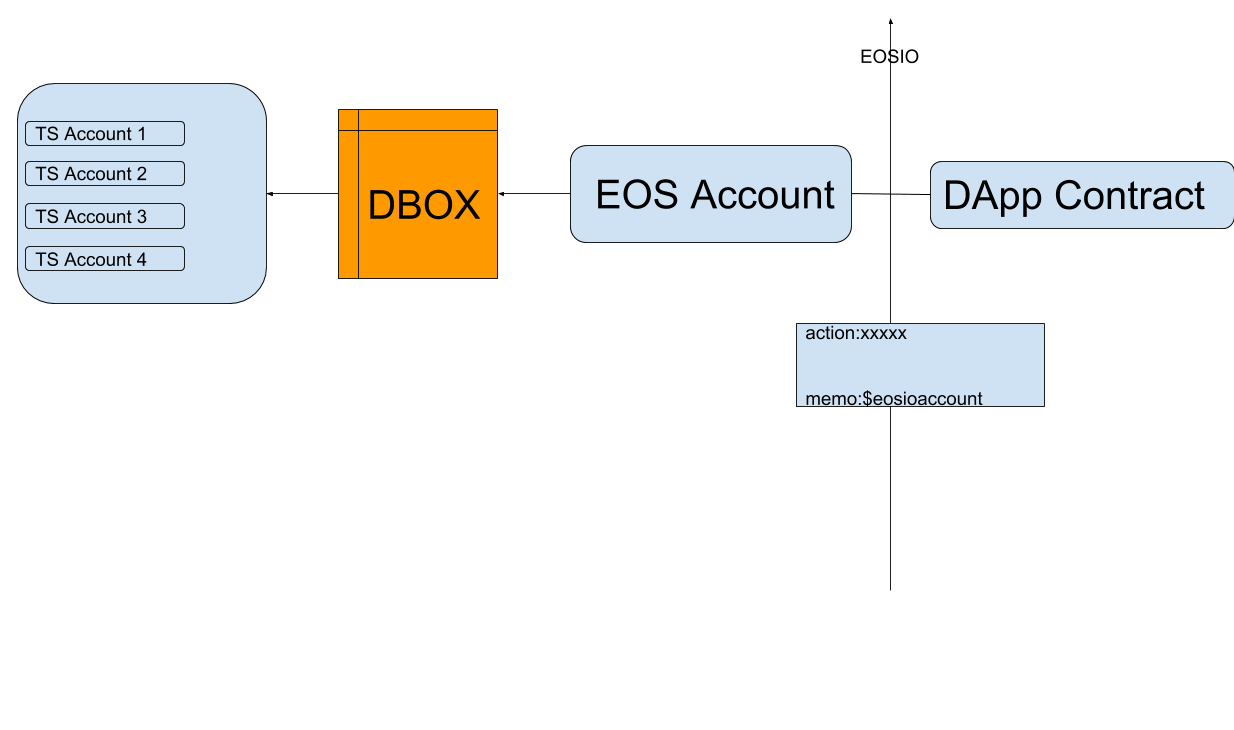 EOSIO
TS Account 1
TS Account 2
TS Account 3
TS Account 4
DBOX
EOS Account
DApp Contract
action:xxxxx
memo:$eosioaccount